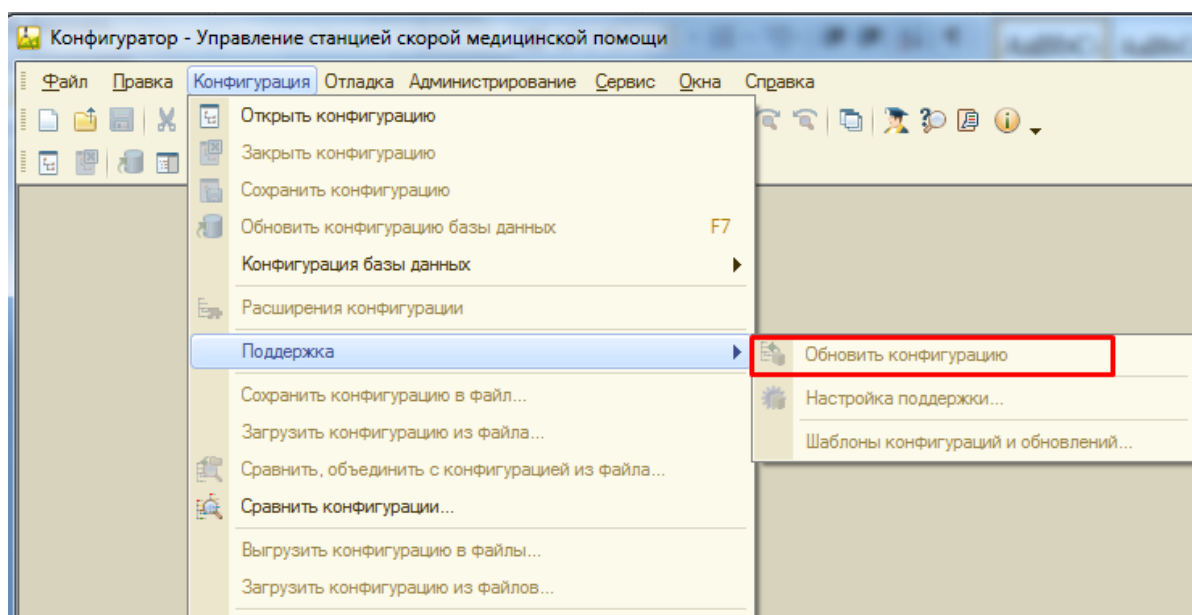 Конфигуратор - Управление станцией скорой медицинской помощи
Файл Правка Конфигурация Отладка Администрирование Сервис Окна Справка
Открыть конфигурацию
Закрыть конфигурацию
Сохранить конфигурацию
Обновить конфигурацию базы данных F7
Конфигурация базы данных
Расширения конфигурации
Поддержка
Обновить конфигурацию
Сохранить конфигурацию в файл...
Настройка поддержки...
Загрузить конфигурацию из файла...
Шаблоны конфигураций и обновлений...
Сравнить, объединить с конфигурацией из файла...
Сравнить конфигурации...
Выгрузить конфигурацию в файлы...
Загрузить конфигурацию из файлов...